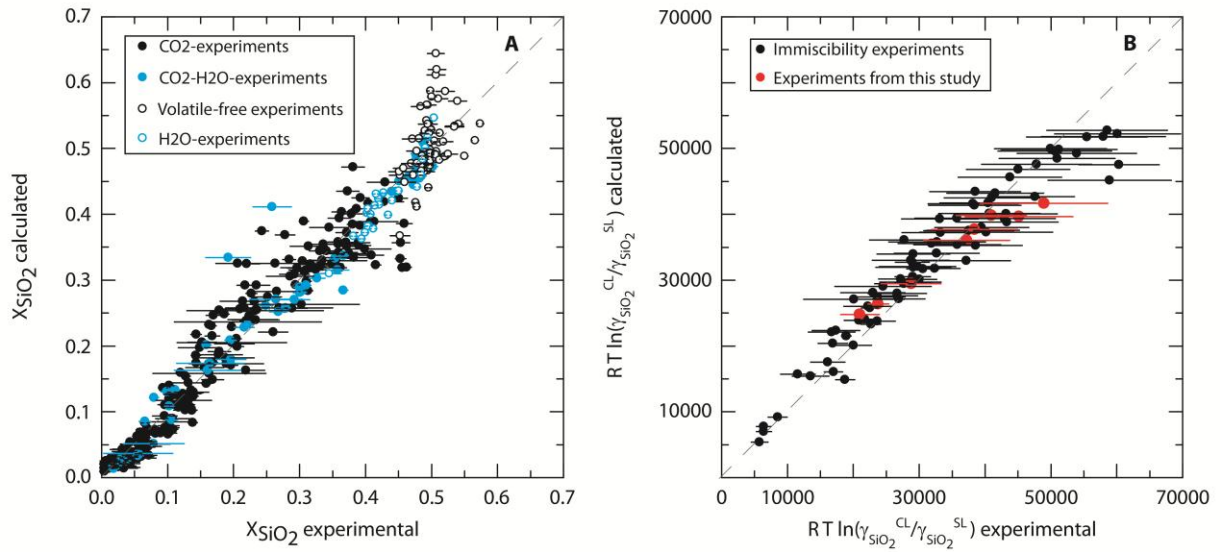 A
CO2-experiments
CO2-H2O-experiments
Volatile-free experiments
H2O-experiments
0.7
0.6
0.5
0.4
0.3
0.2
0.1
0.0
0.0 0.1 0.2 0.3 0.4 0.5 0.6 0.7
XSiO2 calculated
XSiO2 experimental
B
Immiscibility experiments
Experiments from this study
70000
50000
30000
10000
0 10000 30000 50000 70000
R T ln(γSiO2CL/γSiO2SL) calculated
R T ln(γSiO2CL/γSiO2SL) experimental